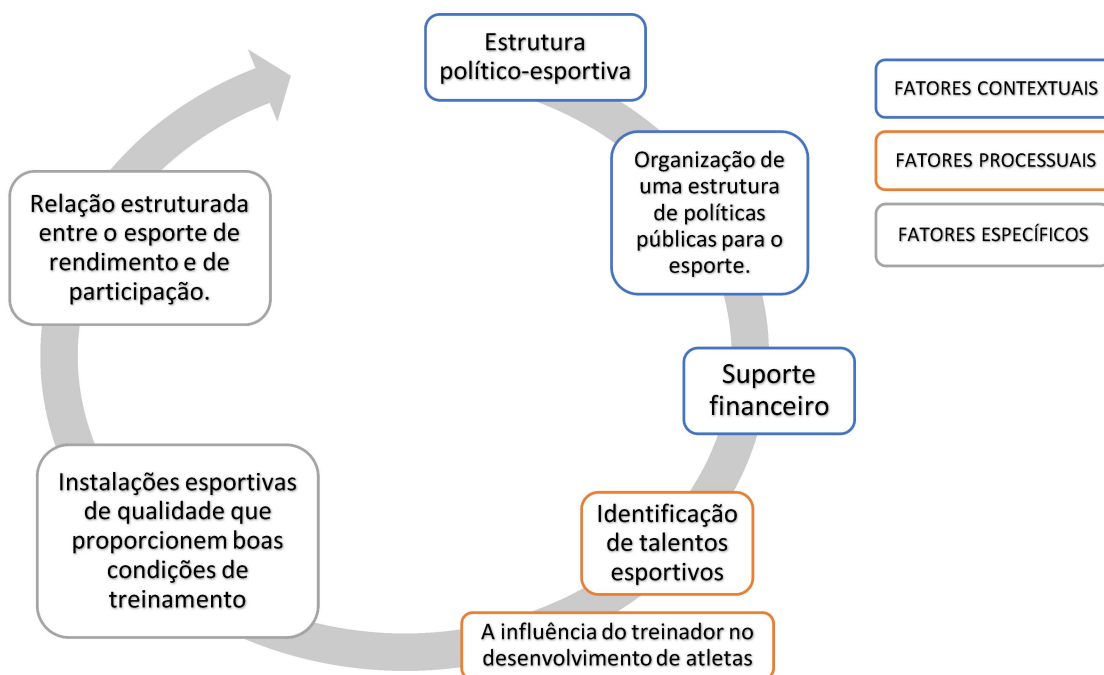 Estrutura
político-esportiva
Organização de
uma estrutura
de políticas
públicas para o
esporte.
Suporte
financeiro
Identificação
de talentos
esportivos
A influência do treinador no
desenvolvimento de atletas
Instalações esportivas
de qualidade que
proporcionem boas
condições de
treinamento
Relação estruturada
entre o esporte de
rendimento e de
participação.
FATORES CONTEXTUAIS
FATORES PROCESSUAIS
FATORES ESPECÍFICOS